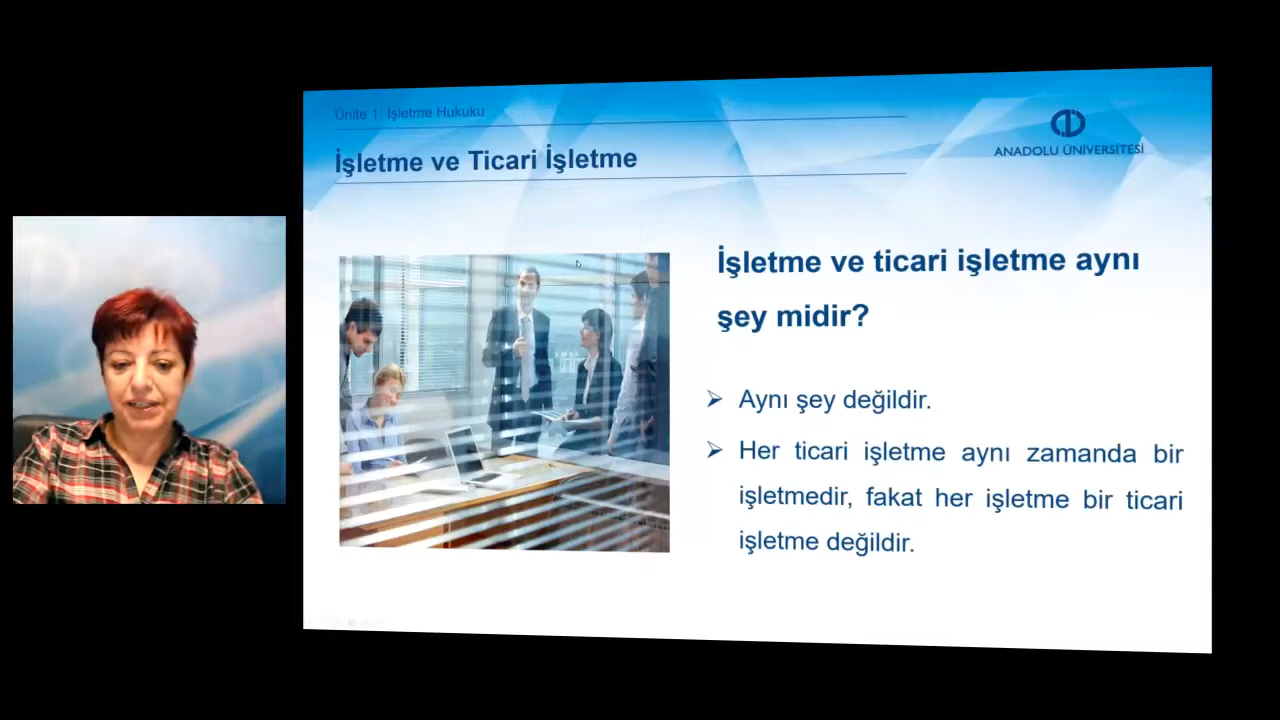 Ünite 1: İşletme Hukuku
İşletme ve Ticari İşletme
ANADOLU ÜNİVERSİTESİ
İşletme ve ticari işletme aynı
şey midir?
Aynı şey değildir.
Her ticari işletme aynı zamanda bir
işletmedir, fakat her işletme bir ticari
işletme değildir.